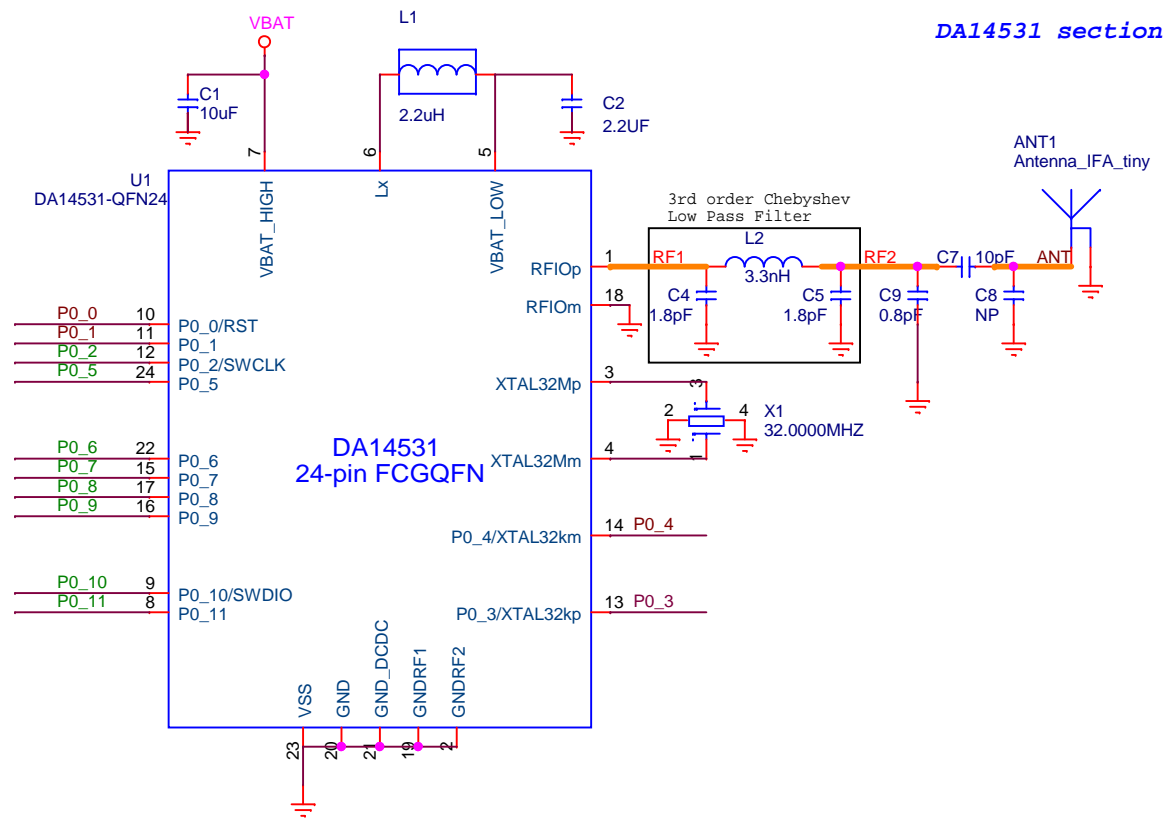 DA14531 section
VBAT
L1
2.2uH
C1
10uF
C2
2.2UF
7
6
5
U1
DA14531-QFN24
VBAT_HIGH
Lx
VBAT_LOW
ANT1
Antenna_IFA_tiny
3rd order Chebyshev
Low Pass Filter
RFIOp
1
RF1
L2
3.3nH
RF2
C7
10pF
ANT
RFIOm
18
C4
1.8pF
C5
1.8pF
C9
0.8pF
C8
NP
P0_0
10
P0_0/RST
P0_1
11
P0_1
P0_2
12
P0_2/SWCLK
P0_5
24
P0_5
XTAL32Mp
3
3
2
4
X1
32.0000MHZ
1
XTAL32Mm
4
P0_6
22
P0_6
P0_7
15
P0_7
P0_8
17
P0_8
P0_9
16
P0_9
DA14531
24-pin FCGQFN
P0_4/XTAL32km
14
P0_4
P0_10
9
P0_10/SWDIO
P0_11
8
P0_11
P0_3/XTAL32kp
13
P0_3
VSS
GND
GND_DCDC
GNDRF1
GNDRF2
23
20
21
19
2